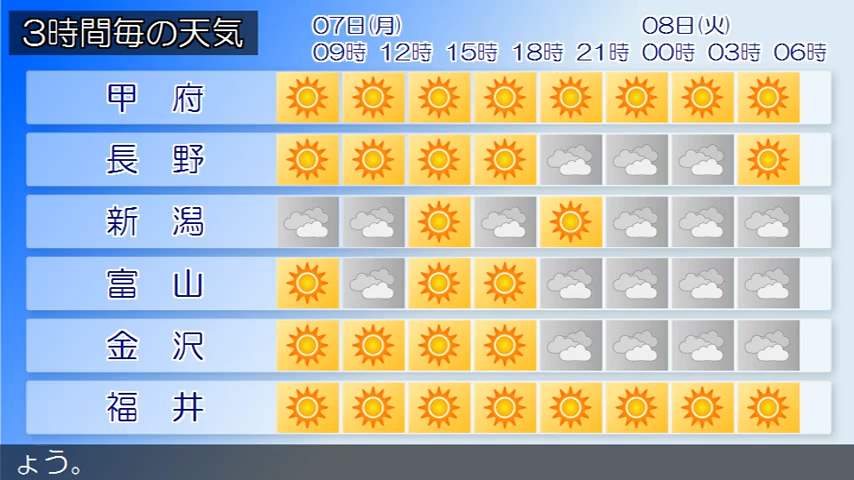 3時間毎の天気
07日(月) 08日(火)
09時 12時 15時 18時 21時 00時 03時 06時
甲 府
長 野
新 潟
富 山
金 沢
福 井
ょう。